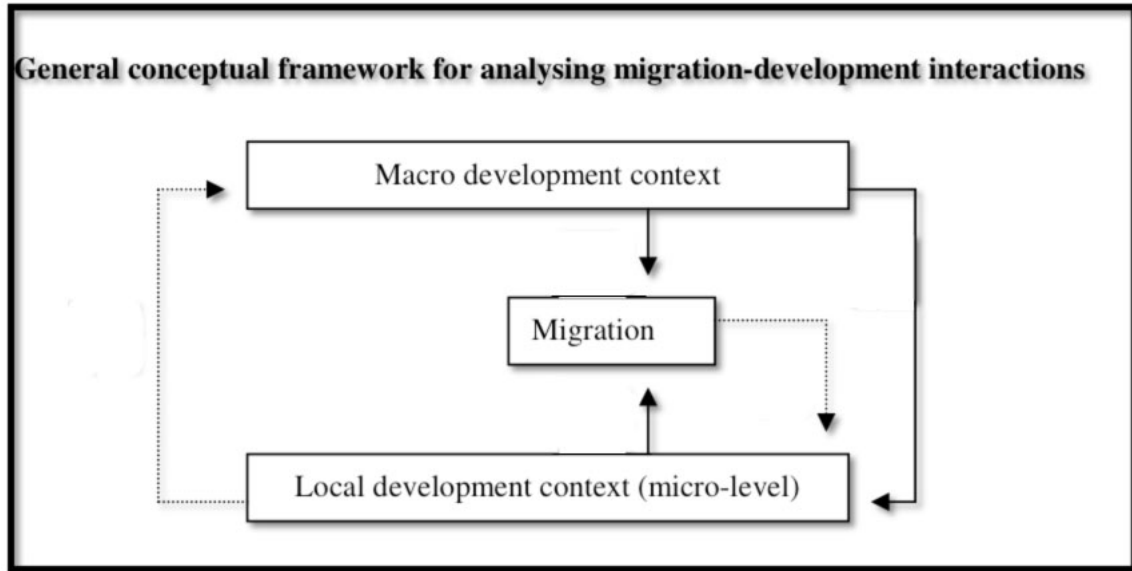 General conceptual framework for analysing migration-development interactions
Macro development context
Migration
Local development context (micro-level)